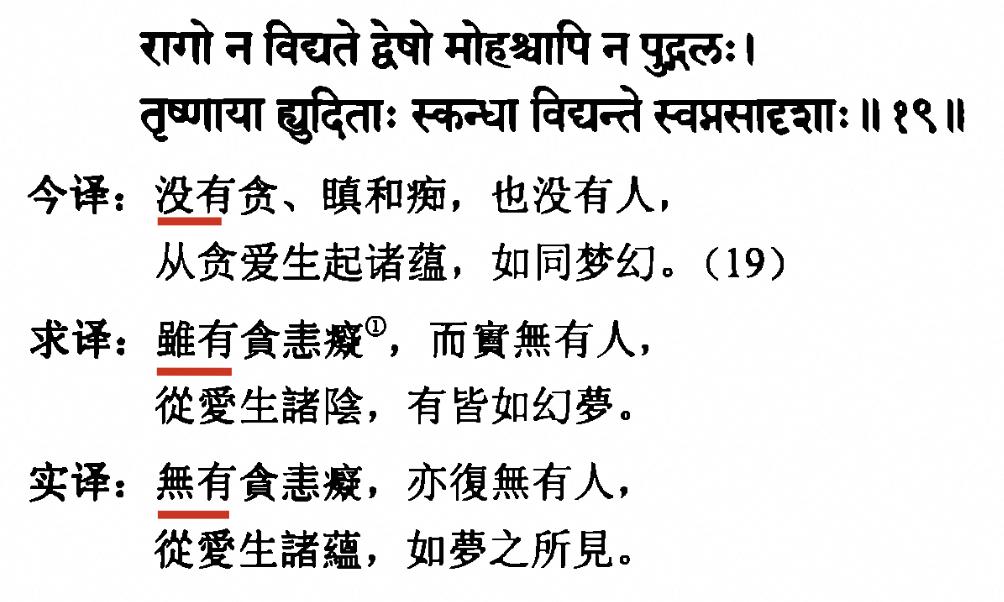 रागो न विद्यते द्वेषो मोहश्चापि न पुद्गलः।
तृष्णाया ह्युदिताः स्कन्धा विद्यन्ते स्वप्नसादृशाः॥१९॥
今译：没有贪、瞋和痴，也没有人，
从贪爱生起诸蕴，如同梦幻。（19）
求译：雖有貪恚癡①，而實無有人，
從愛生諸陰，有皆如幻夢。
实译：無有貪恚癡，亦復無有人，
從愛生諸蘊，如夢之所見。